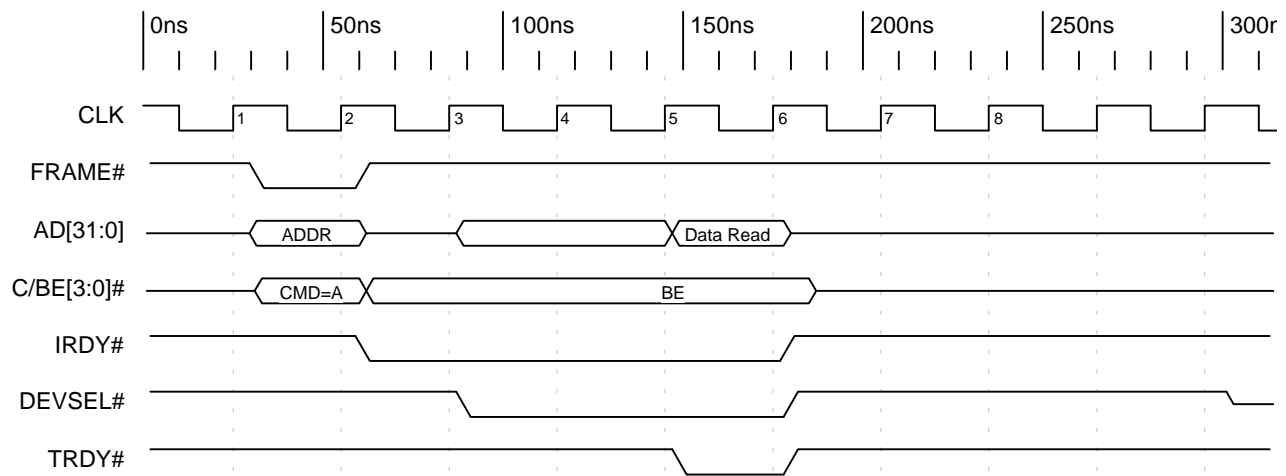 0ns 50ns 100ns 150ns 200ns 250ns 300n
CLK 1 2 3 4 5 6 7 8
FRAME#
AD[31:0] ADDR Data Read
C/BE[3:0]# CMD=A BE
IRDY#
DEVSEL#
TRDY#